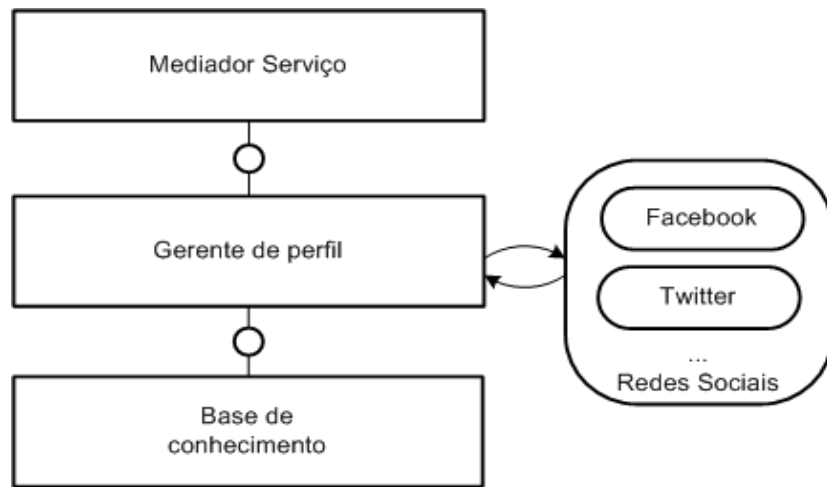 Mediador Serviço
Gerente de perfil
Facebook
Twitter
...
Redes Sociais
Base de
conhecimento